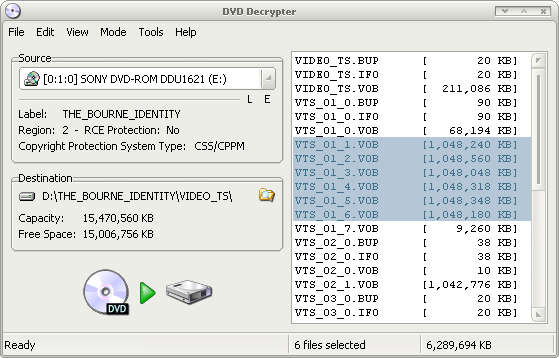 DVD Decrypter
File Edit View Mode Tools Help
Source
[0:1:0] SONY DVD-ROM DDU1621 (E:)
L E
Label: THE_BOURNE_IDENTITY
Region: 2 - RCE Protection: No
Copyright Protection System Type: CSS/CPPM
Destination
D:\THE_BOURNE_IDENTITY\VIDEO_TS\
Capacity: 15,470,560 KB
Free Space: 15,006,756 KB
DVD
VIDEO_TS.BUP [ 20 KB]
VIDEO_TS.IFO [ 20 KB]
VIDEO_TS.VOB [ 211,086 KB]
VTS_01_0.BUP [ 90 KB]
VTS_01_0.IFO [ 90 KB]
VTS_01_0.VOB [ 68,194 KB]
VTS_01_1.VOB [1,048,240 KB]
VTS_01_2.VOB [1,048,560 KB]
VTS_01_3.VOB [1,048,048 KB]
VTS_01_4.VOB [1,048,318 KB]
VTS_01_5.VOB [1,048,348 KB]
VTS_01_6.VOB [1,048,180 KB]
VTS_01_7.VOB [ 9,260 KB]
VTS_02_0.BUP [ 38 KB]
VTS_02_0.IFO [ 38 KB]
VTS_02_0.VOB [ 10 KB]
VTS_02_1.VOB [1,042,776 KB]
VTS_03_0.BUP [ 20 KB]
VTS_03_0.IFO [ 20 KB]
Ready
6 files selected
6,289,694 KB